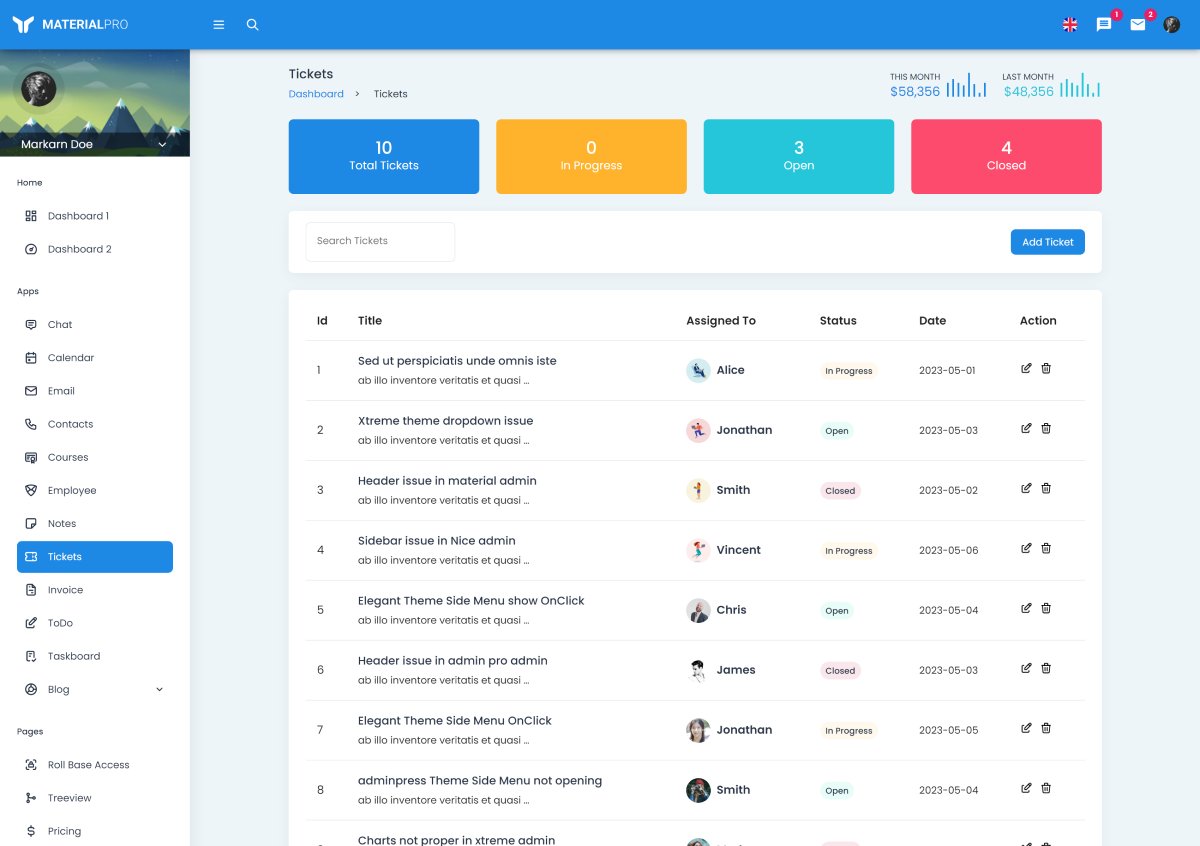 MATERIALPRO
1
2
Markarn Doe
Home
Dashboard 1
Dashboard 2
Apps
Chat
Calendar
Email
Contacts
Courses
Employee
Notes
Tickets
Invoice
ToDo
Taskboard
Blog
Pages
Roll Base Access
Treeview
Pricing
Tickets
Dashboard > Tickets
THIS MONTH
$58,356
LAST MONTH
$48,356
10
Total Tickets
0
In Progress
3
Open
4
Closed
Search Tickets
Add Ticket
Id Title Assigned To Status Date Action
1 Sed ut perspiciatis unde omnis iste Alice In Progress 2023-05-01
ab illo inventore veritatis et quasi ...
2 Xtreme theme dropdown issue Jonathan Open 2023-05-03
ab illo inventore veritatis et quasi ...
3 Header issue in material admin Smith Closed 2023-05-02
ab illo inventore veritatis et quasi ...
4 Sidebar issue in Nice admin Vincent In Progress 2023-05-06
ab illo inventore veritatis et quasi ...
5 Elegant Theme Side Menu show OnClick Chris Open 2023-05-04
ab illo inventore veritatis et quasi ...
6 Header issue in admin pro admin James Closed 2023-05-03
ab illo inventore veritatis et quasi ...
7 Elegant Theme Side Menu OnClick Jonathan In Progress 2023-05-05
ab illo inventore veritatis et quasi ...
8 adminpress Theme Side Menu not opening Smith Open 2023-05-04
ab illo inventore veritatis et quasi ...
Charts not proper in xtreme admin